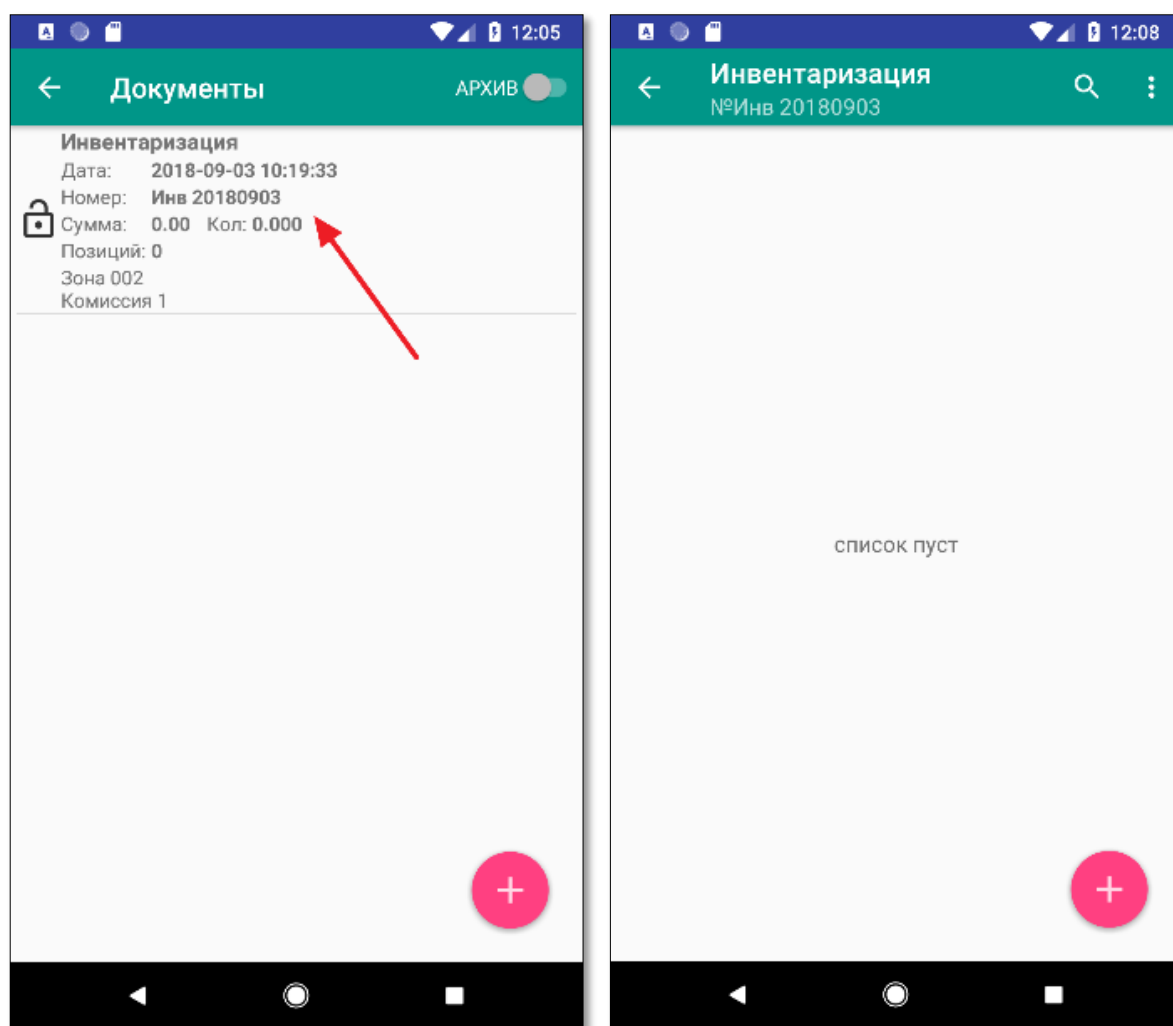 12:05
Документы
АРХИВ
Инвентаризация
Дата: 2018-09-03 10:19:33
Номер: Инв 20180903
Сумма: 0.00 Кол: 0.000
Позиций: 0
Зона 002
Комиссия 1
12:08
Инвентаризация
№Инв 20180903
список пуст